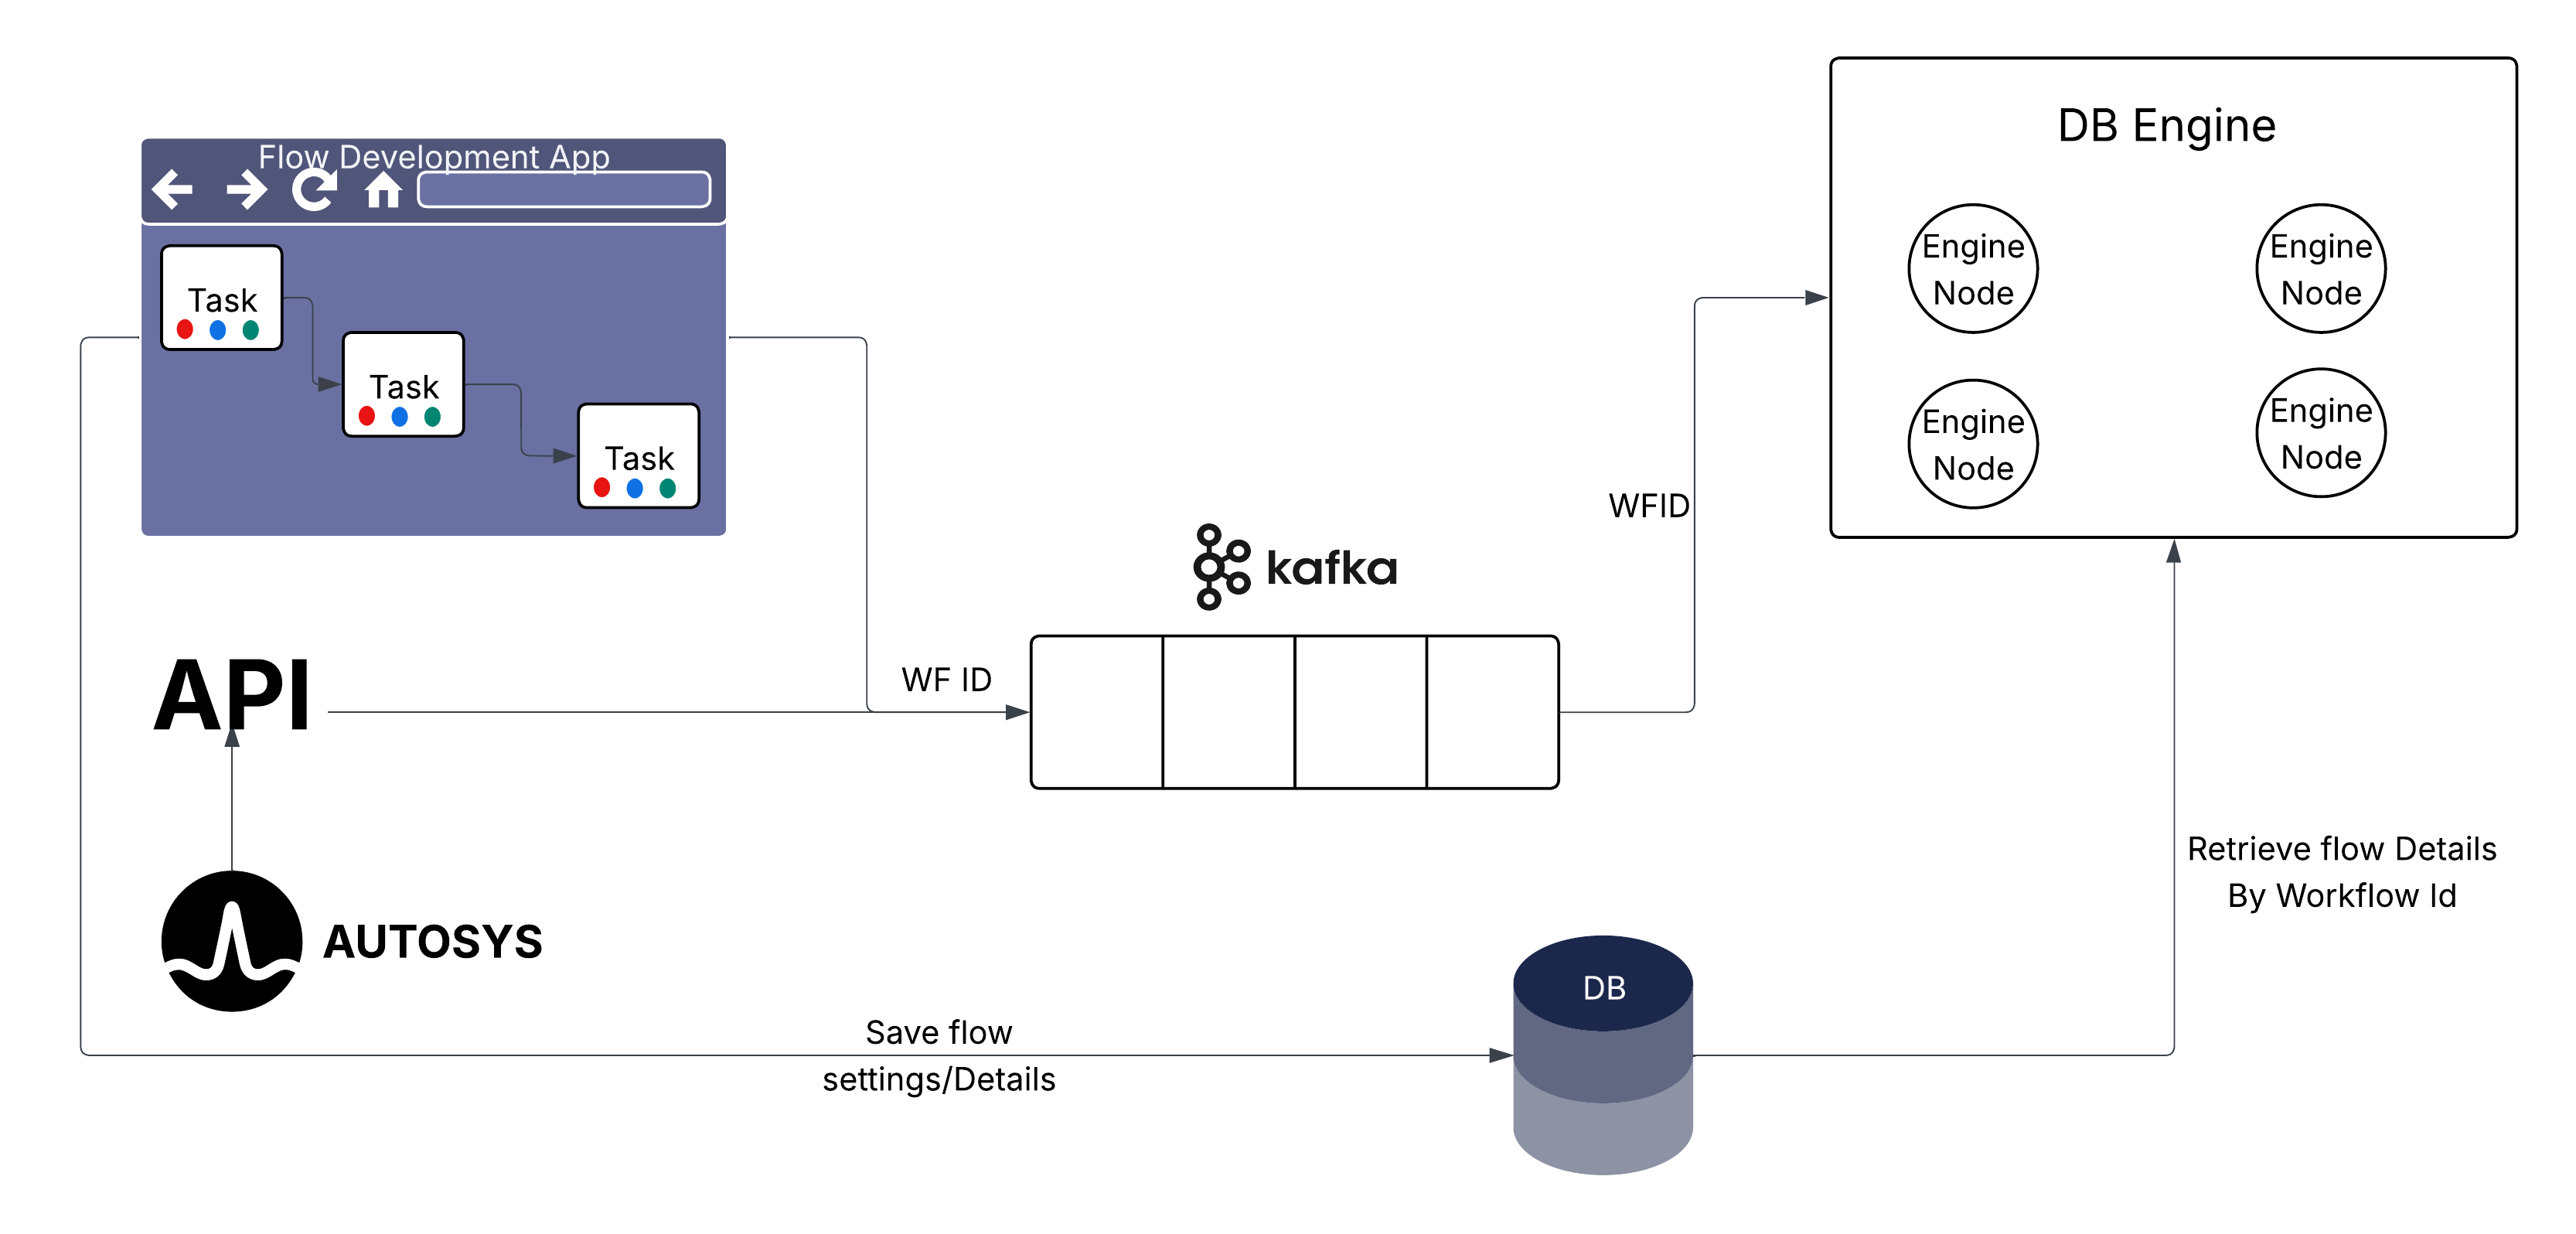 Flow Development App
Task
Task
Task
API
AUTOSYS
WF ID
kafka
WFID
DB Engine
Engine
Node
Engine
Node
Engine
Node
Engine
Node
Retrieve flow Details
By Workflow Id
DB
Save flow
settings/Details